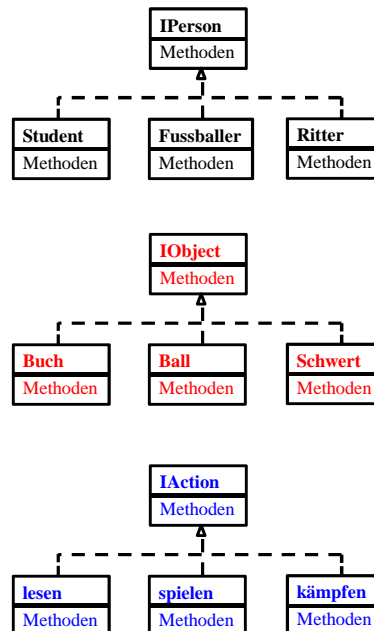 IPerson
Methoden
Student
Methoden
Fussballer
Methoden
Ritter
Methoden
IObject
Methoden
Buch
Methoden
Ball
Methoden
Schwert
Methoden
IAction
Methoden
lesen
Methoden
spielen
Methoden
kämpfen
Methoden